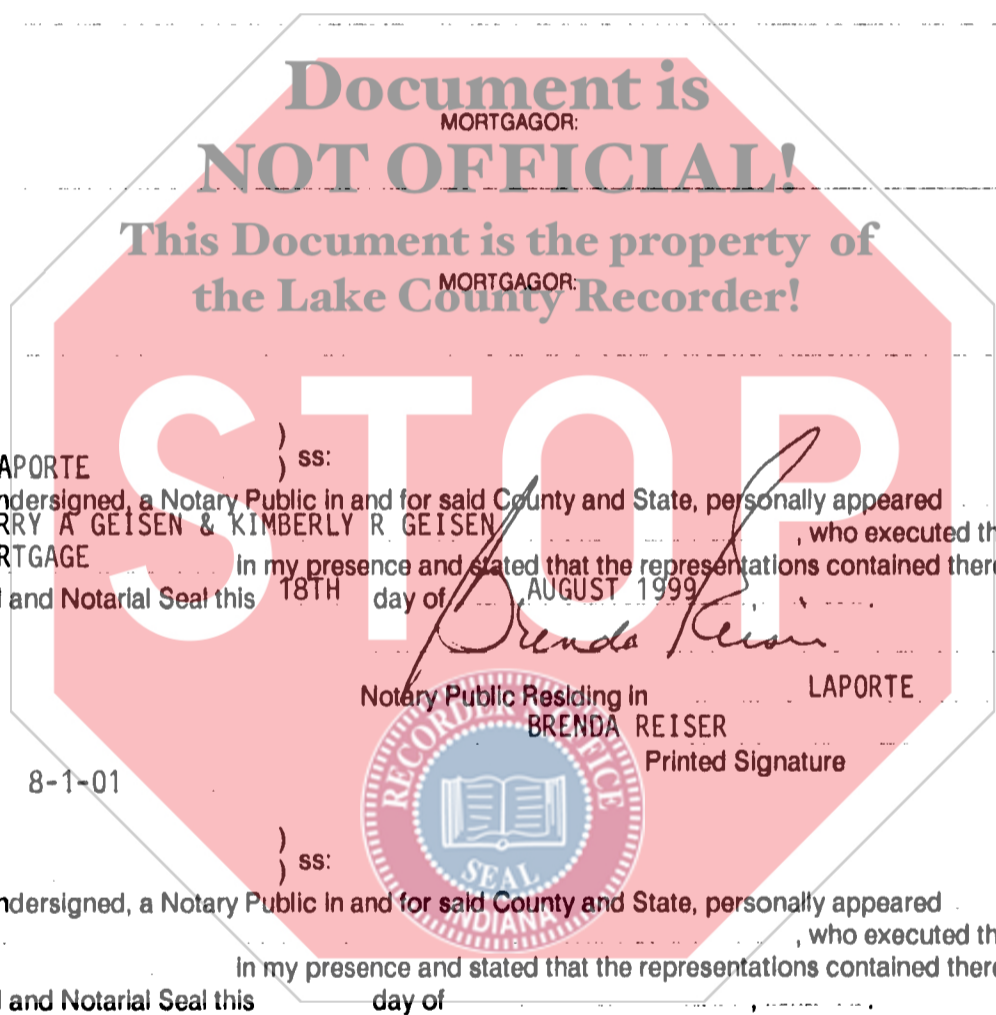 Document is
MORTGAGOR:
NOT OFFICIAL!
This Document is the property of
MORTGAGOR:
the Lake County Recorder!
STOP
APORTE ) ss:
ndersigned, a Notary Public in and for said County and State, personally appeared
RRY A GEISEN & KIMBERLY R GEISEN , who executed th
RTGAGE in my presence and stated that the representations contained there
and Notarial Seal this 18TH day of AUGUST 1999
Brenda Reiser
Notary Public Residing in LAPORTE
BRENDA REISER
Printed Signature
8-1-01
RECORDER'S OFFICE
SEAL
INDIANA
) ss:
ndersigned, a Notary Public in and for said County and State, personally appeared
, who executed th
in my presence and stated that the representations contained there
and Notarial Seal this day of , .